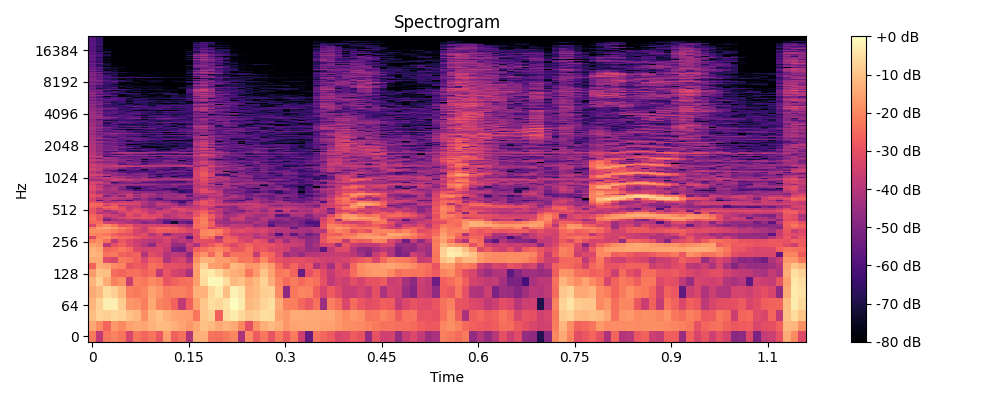 Spectrogram
16384
8192
4096
2048
1024
512
256
128
64
0
Hz
0
0.15
0.3
0.45
0.6
0.75
0.9
1.1
Time
+0 dB
-10 dB
-20 dB
-30 dB
-40 dB
-50 dB
-60 dB
-70 dB
-80 dB